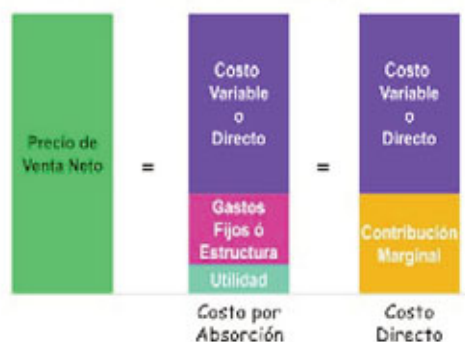 Precio de
Venta Neto
=
Costo
Variable
o
Directo
Gastos
Fijos ó
Estructura
Utilidad
Costo por
Absorción
=
Costo
Variable
o
Directo
Contribución
Marginal
Costo
Directo